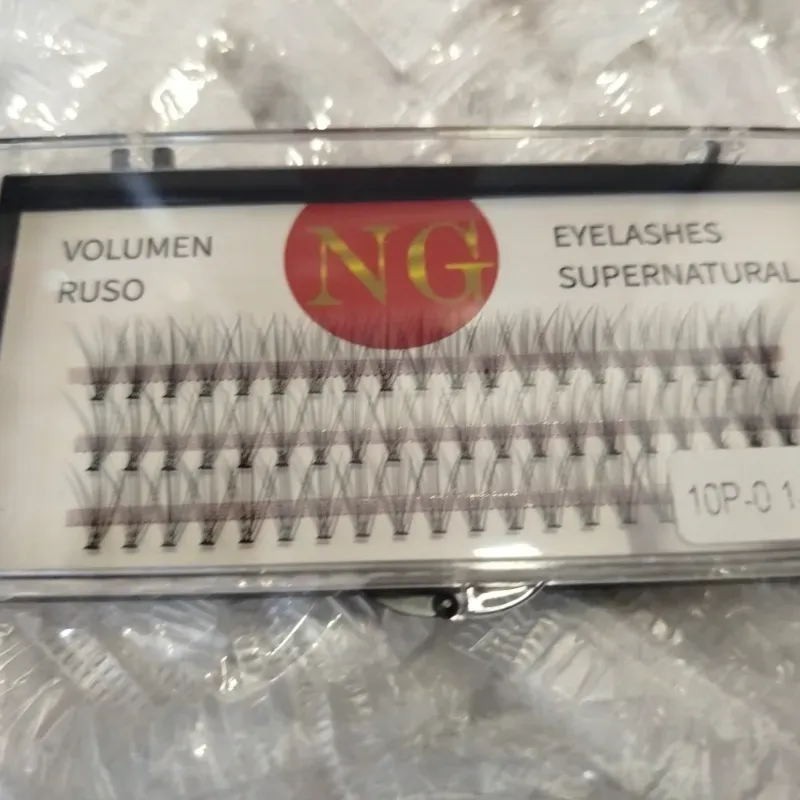 VOLUMEN
RUSO
NG
EYELASHES
SUPERNATURAL
10P-0 1